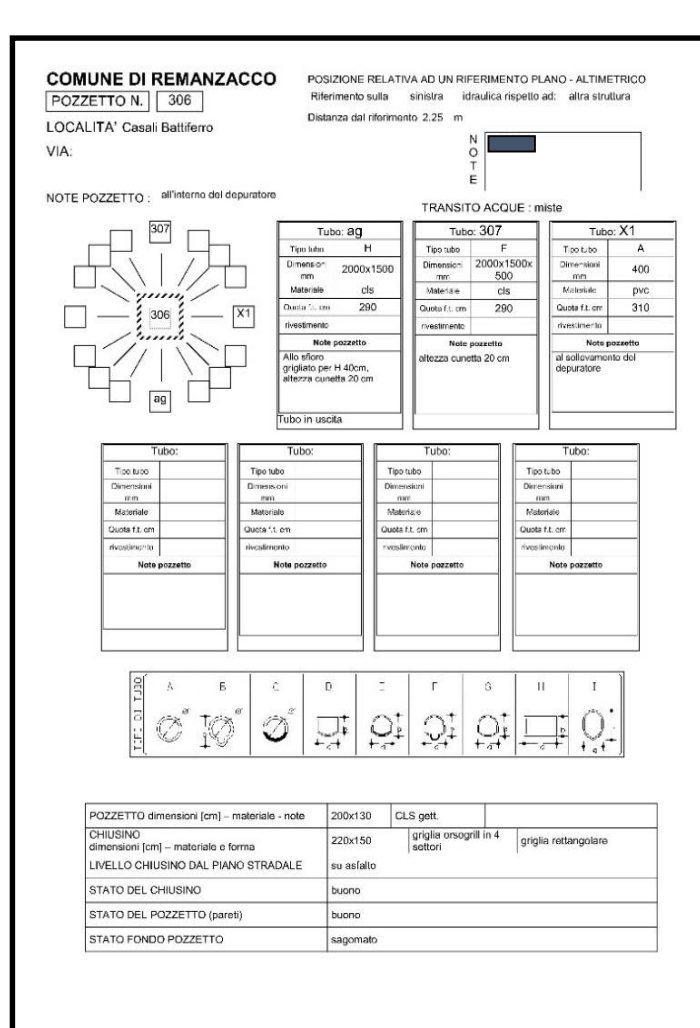 COMUNE DI REMANZACCO
POZZETTO N. 306
LOCALITA' Casali Battiferro
VIA:
POSIZIONE RELATIVA AD UN RIFERIMENTO PLANO - ALTIMETRICO
Riferimento sulla sinistra idraulica rispetto ad: altra struttura
Distanza dal riferimento 2.25 m
NOTE
NOTE POZZETTO : all'interno del depuratore
TRANSITO ACQUE : miste
307
306
X1
ag
Tubo: ag
Tipo tubo H
Dimensioni mm 2000x1500
Materiale cls
Quota f.t. cm 290
rivestimento
Note pozzetto
Allo sfioro
grigliato per H 40cm,
altezza cunetta 20 cm
Tubo in uscita
Tubo: 307
Tipo tubo F
Dimensioni mm 2000x1500x500
Materiale cls
Quota f.t. cm 290
rivestimento
Note pozzetto
altezza cunetta 20 cm
Tubo: X1
Tipo tubo A
Dimensioni mm 400
Materiale pvc
Quota f.t. cm 310
rivestimento
Note pozzetto
al sollevamento del
depuratore
Tubo:
Tipo tubo
Dimensioni mm
Materiale
Quota f.t. cm
rivestimento
Note pozzetto
Tubo:
Tipo tubo
Dimensioni mm
Materiale
Quota f.t. cm
rivestimento
Note pozzetto
Tubo:
Tipo tubo
Dimensioni mm
Materiale
Quota f.t. cm
rivestimento
Note pozzetto
Tubo:
Tipo tubo
Dimensioni mm
Materiale
Quota f.t. cm
rivestimento
Note pozzetto
TIPI DI TUBO
A B C D E F G H I
POZZETTO dimensioni [cm] – materiale - note 200x130 CLS gett.
CHIUSINO
dimensioni [cm] – materiale e forma 220x150 griglia orsogrill in 4 settori griglia rettangolare
LIVELLO CHIUSINO DAL PIANO STRADALE su asfalto
STATO DEL CHIUSINO buono
STATO DEL POZZETTO (pareti) buono
STATO FONDO POZZETTO sagomato